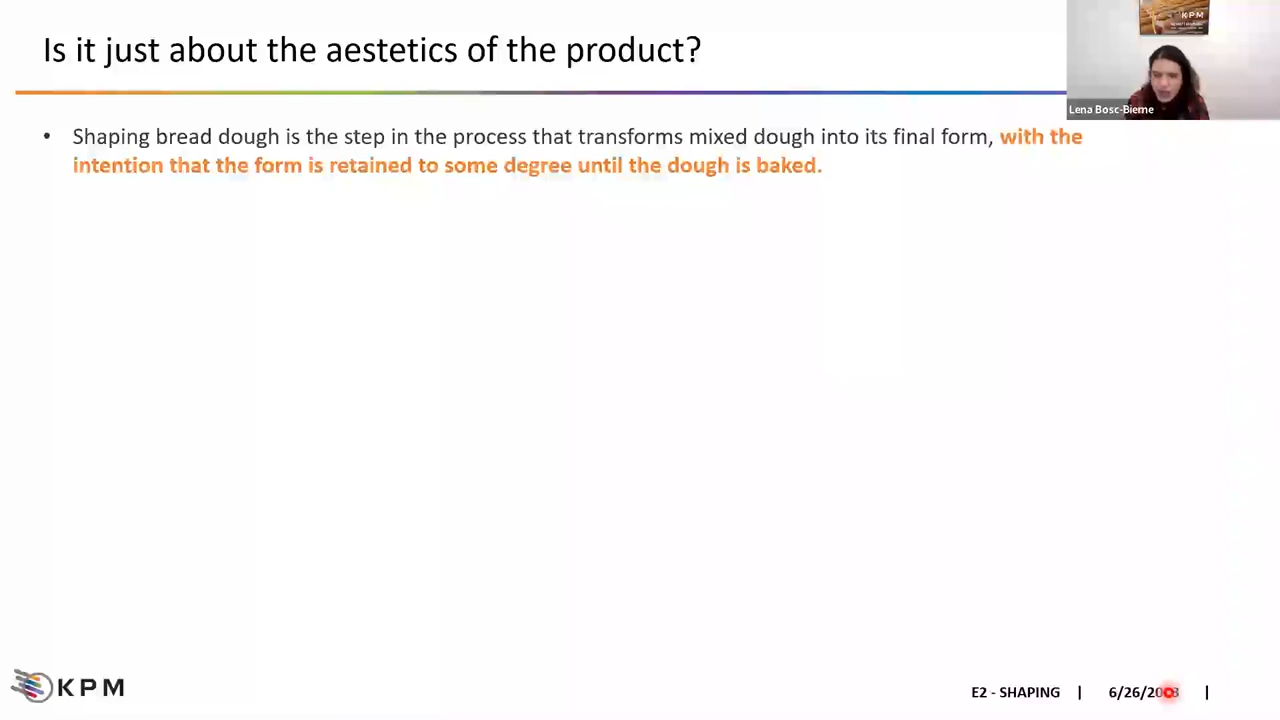 Is it just about the aestetics of the product?
KPM
Lena Bosc-Bieme
• Shaping bread dough is the step in the process that transforms mixed dough into its final form, with the
intention that the form is retained to some degree until the dough is baked.
KPM
E2 - SHAPING | |